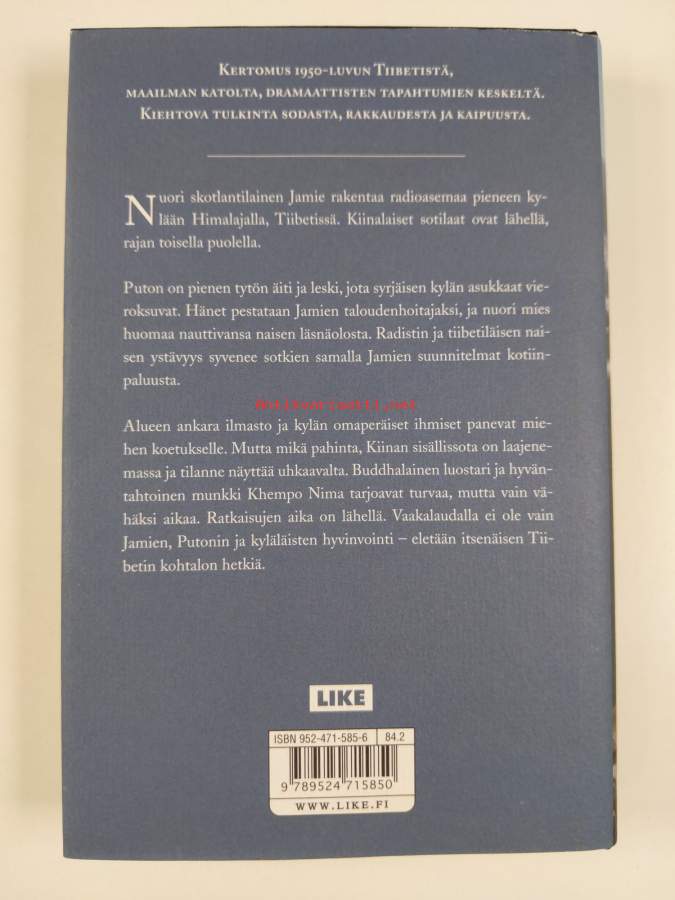 Kertomus 1950-luvun Tiibetistä,
maailman katolta, dramaattisten tapahtumien keskeltä.
Kiehtova tulkinta sodasta, rakkaudesta ja kaipuusta.
Nuori skotlantilainen Jamie rakentaa radioasemaa pieneen ky-
lään Himalajalla, Tiibetissä. Kiinalaiset sotilaat ovat lähellä,
rajan toisella puolella.
Puton on pienen tytön äiti ja leski, jota syrjäisen kylän asukkaat vie-
roksuvat. Hänet pestataan Jamien taloudenhoitajaksi, ja nuori mies
huomaa nauttivansa naisen läsnäolosta. Radistin ja tiibetiläisen nai-
sen ystävyys syvenee sotkien samalla Jamien suunnitelmat kotiin-
paluusta.
Antikvariaatti.net
Alueen ankara ilmasto ja kylän omaperäiset ihmiset panevat mie-
hen koetukselle. Mutta mikä pahinta, Kiinan sisällissota on laajene-
massa ja tilanne näyttää uhkaavalta. Buddhalainen luostari ja hyvän-
tahtoinen munkki Khempo Nima tarjoavat turvaa, mutta vain vä-
häksi aikaa. Ratkaisujen aika on lähellä. Vaakalaudalla ei ole vain
Jamien, Putonin ja kyläläisten hyvinvointi – eletään itsenäisen Tii-
betin kohtalon hetkiä.
LIKE
ISBN 952-471-585-6 84.2
9 789524 715850
WWW.LIKE.FI